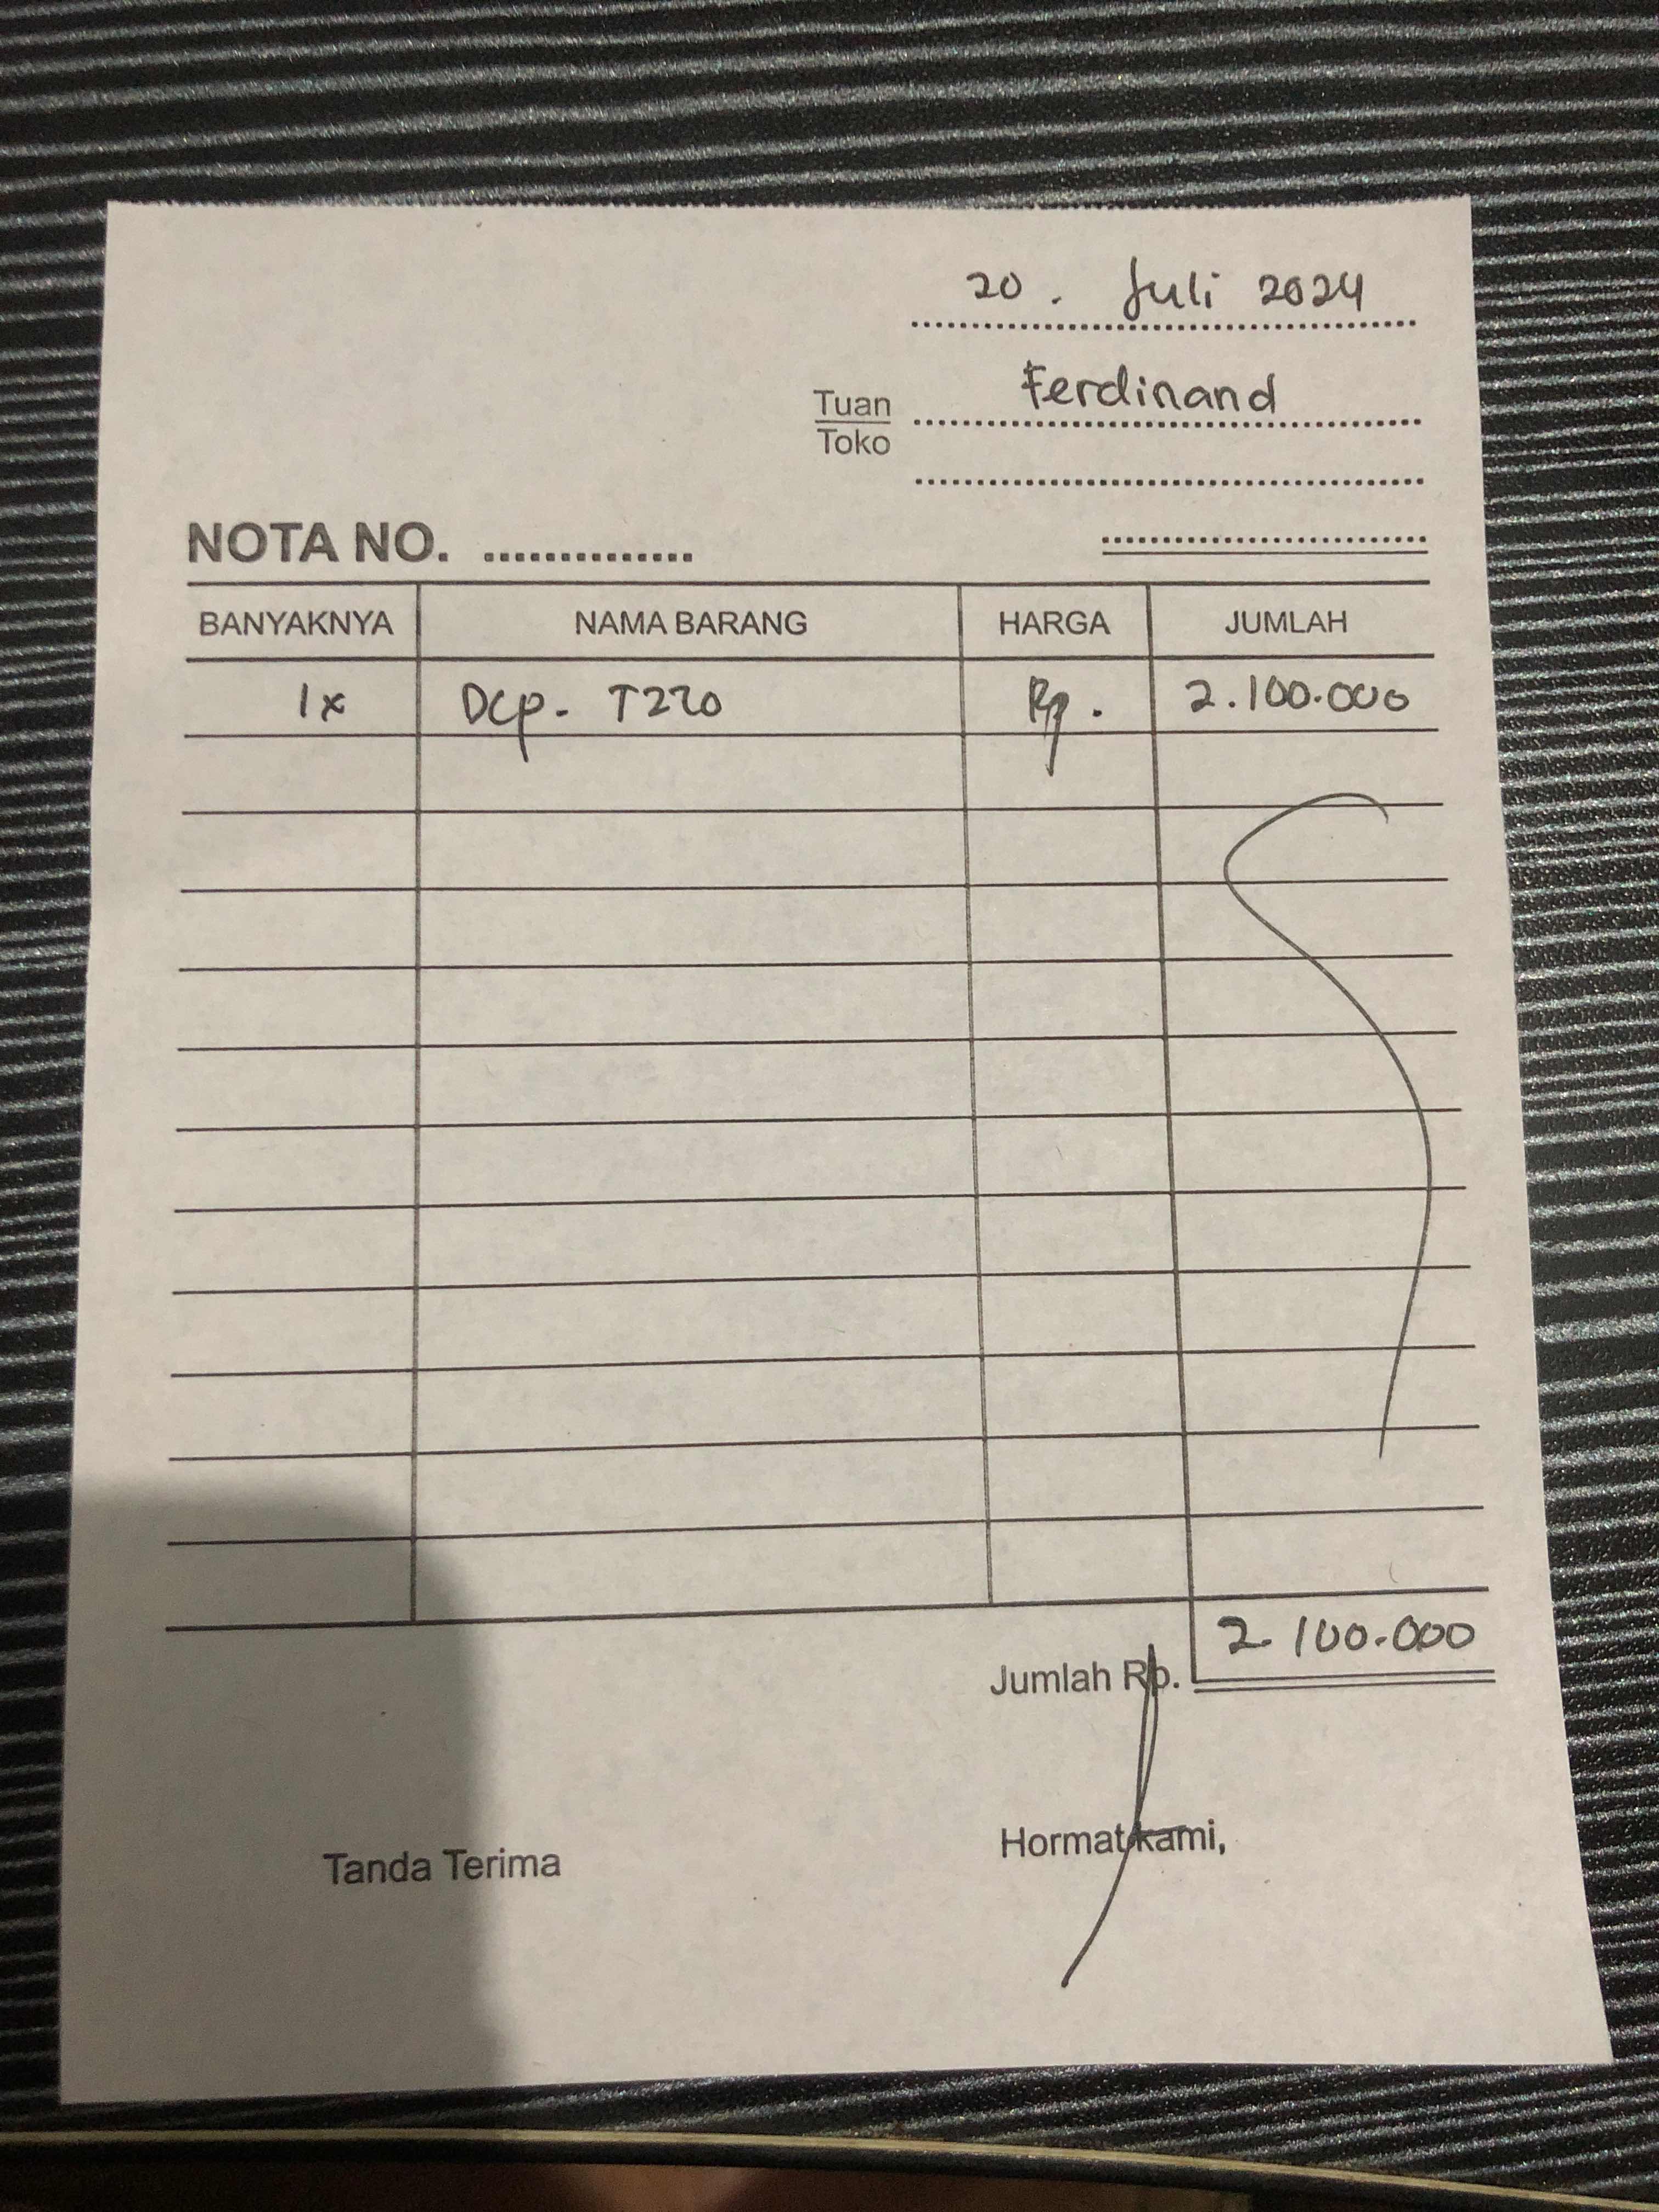 20. Juli 2024
Tuan Ferdinand
Toko
NOTA NO. ..............
BANYAKNYA NAMA BARANG HARGA JUMLAH
1x Dcp. T220 Rp. 2.100.000
Jumlah Rp. 2.100.000
Tanda Terima Hormat kami,